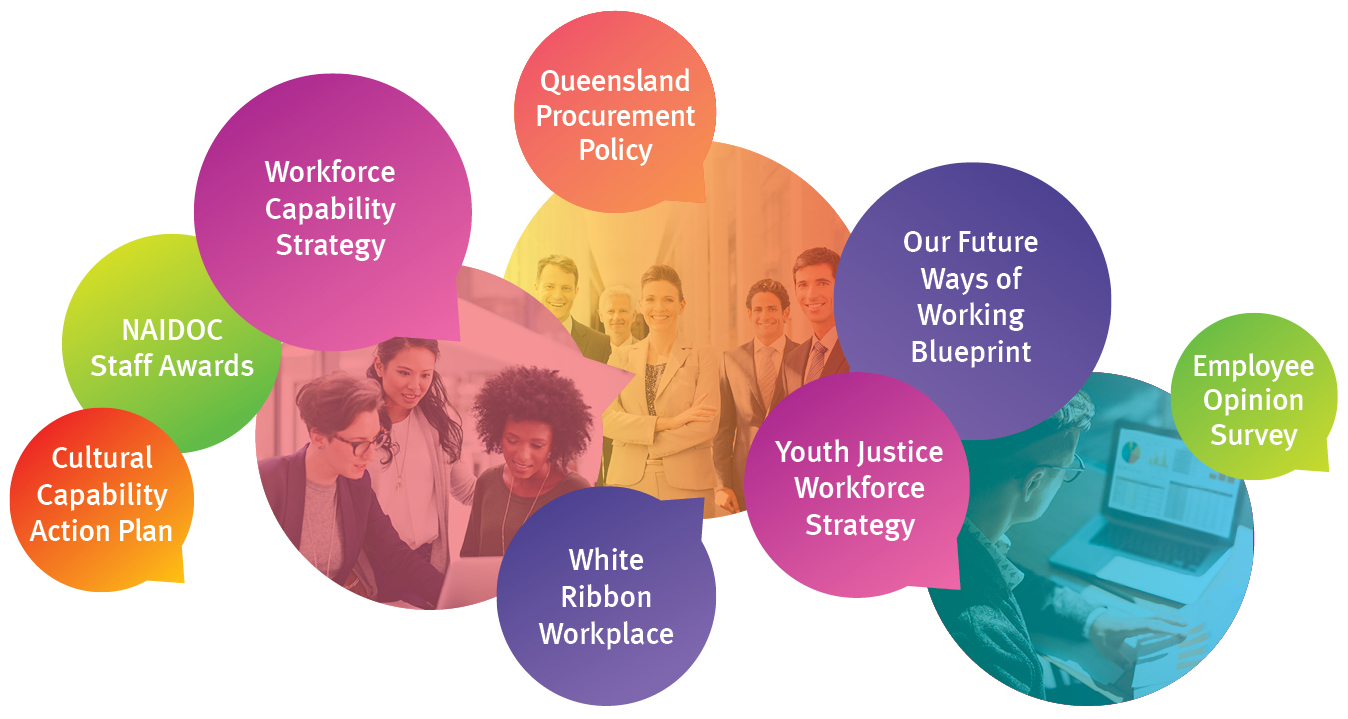 Queensland
Procurement
Policy
Workforce
Capability
Strategy
Our Future
Ways of
Working
Blueprint
NAIDOC
Staff Awards
Employee
Opinion
Survey
Cultural
Capability
Action Plan
Youth Justice
Workforce
Strategy
White
Ribbon
Workplace